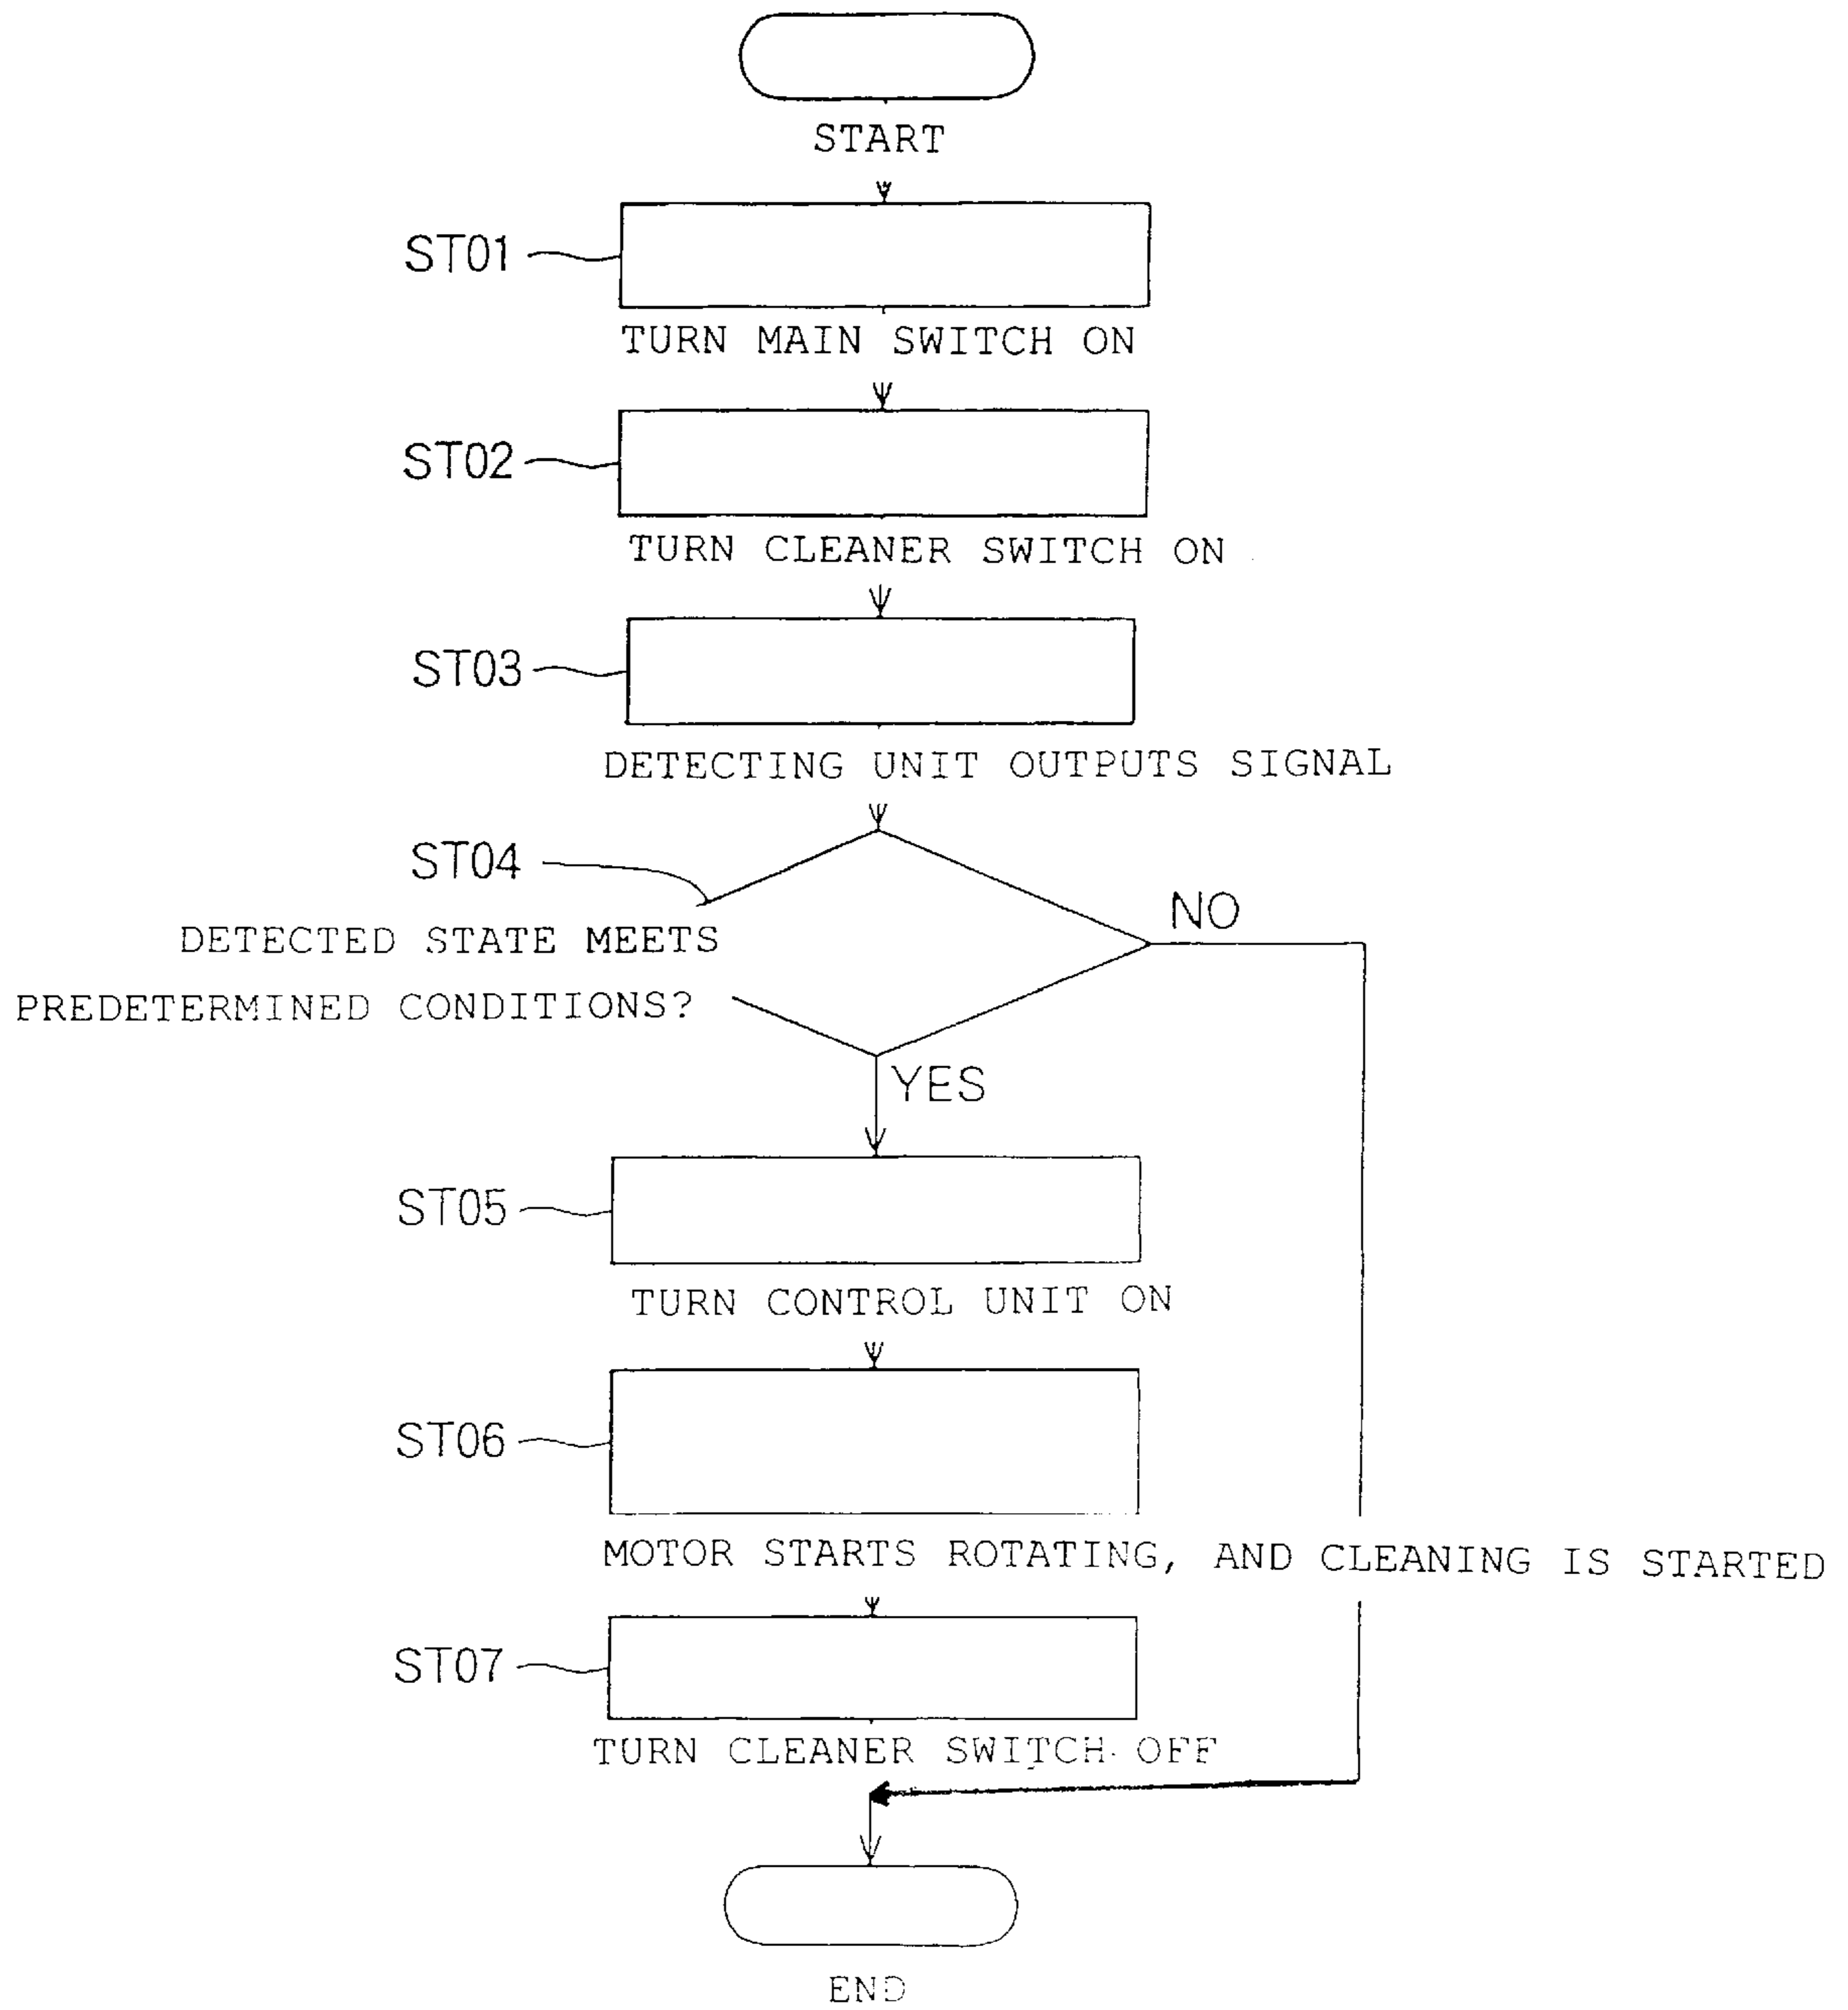 START
ST01
TURN MAIN SWITCH ON
ST02
TURN CLEANER SWITCH ON
ST03
DETECTING UNIT OUTPUTS SIGNAL
ST04
NO
DETECTED STATE MEETS
PREDETERMINED CONDITIONS?
YES
ST05
TURN CONTROL UNIT ON
ST06
MOTOR STARTS ROTATING, AND CLEANING IS STARTED
ST07
TURN CLEANER SWITCH OFF
END